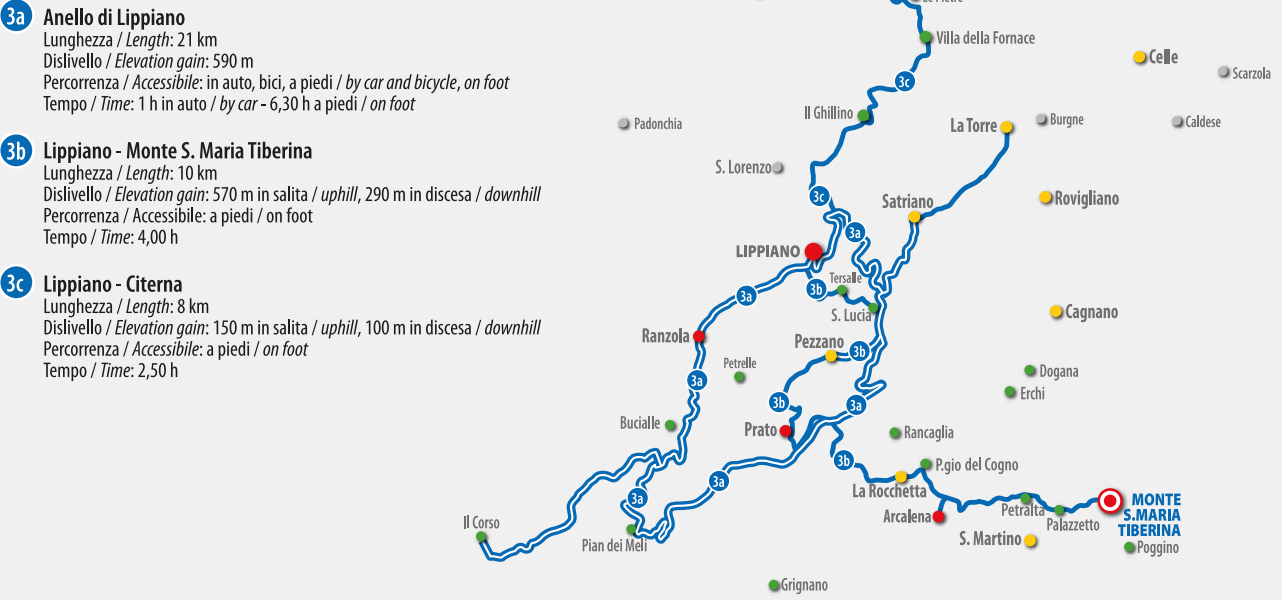 3a Anello di Lippiano
Lunghezza / Length: 21 km
Dislivello / Elevation gain: 590 m
Percorrenza / Accessibile: in auto, bici, a piedi / by car and bicycle, on foot
Tempo / Time: 1 h in auto / by car - 6,30 h a piedi / on foot
3b Lippiano - Monte S. Maria Tiberina
Lunghezza / Length: 10 km
Dislivello / Elevation gain: 570 m in salita / uphill, 290 m in discesa / downhill
Percorrenza / Accessibile: a piedi / on foot
Tempo / Time: 4,00 h
3c Lippiano - Citerna
Lunghezza / Length: 8 km
Dislivello / Elevation gain: 150 m in salita / uphill, 100 m in discesa / downhill
Percorrenza / Accessibile: a piedi / on foot
Tempo / Time: 2,50 h
Villa della Fornace
Celle
Scarzola
3c
Il Ghillino
Padonchia
La Torre
Burgne
Caldese
S. Lorenzo
3c
Satriano
Rovigliano
3a
LIPPIANO
Tersalle
3b
3a
S. Lucia
Cagnano
Ranzola
Pezzano
3b
Petrelle
Dogana
3a
Erchi
3b
3a
Bucialle
Prato
Rancaglia
3b
P.gio del Cogno
3a
La Rocchetta
3a
MONTE
S.MARIA
TIBERINA
Petralta
Arcalena
Palazzetto
Il Corso
Pian dei Meli
S. Martino
Poggino
Grignano